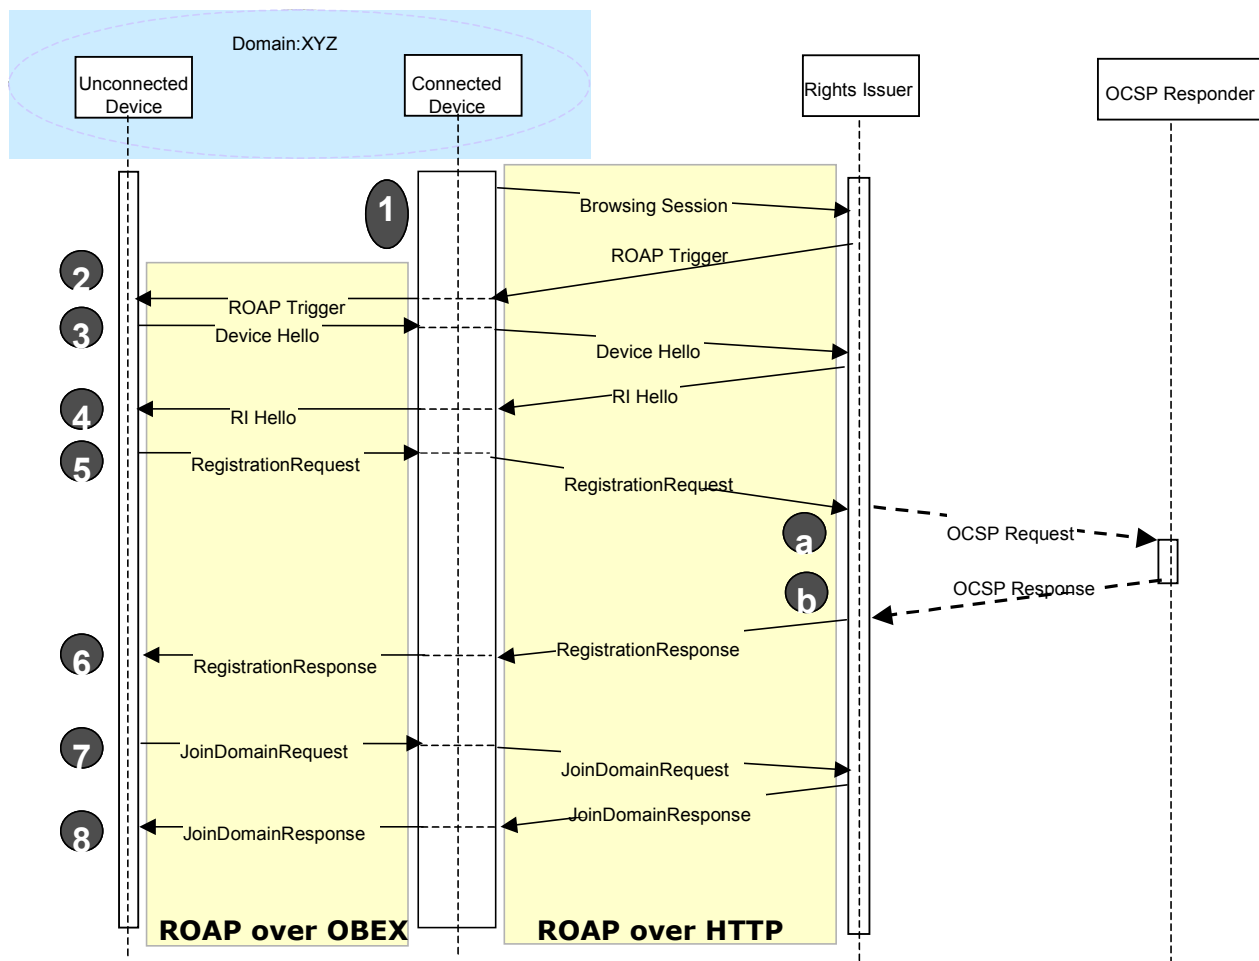 Domain:XYZ
Unconnected
Device
Connected
Device
Rights Issuer
OCSP Responder
1
Browsing Session
ROAP Trigger
2
ROAP Trigger
3
Device Hello
Device Hello
RI Hello
4
RI Hello
5
RegistrationRequest
RegistrationRequest
a
OCSP Request
b
OCSP Response
RegistrationResponse
6
RegistrationResponse
7
JoinDomainRequest
JoinDomainRequest
JoinDomainResponse
8
JoinDomainResponse
ROAP over OBEX
ROAP over HTTP